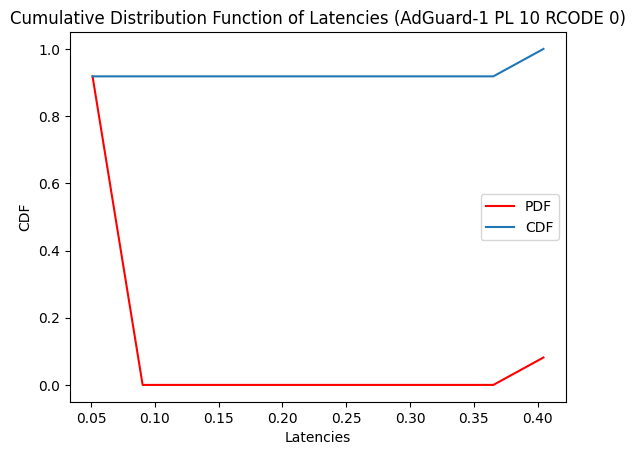 Cumulative Distribution Function of Latencies (AdGuard-1 PL 10 RCODE 0)
1.0
0.8
0.6
0.4
0.2
0.0
CDF
PDF
CDF
0.05 0.10 0.15 0.20 0.25 0.30 0.35 0.40
Latencies